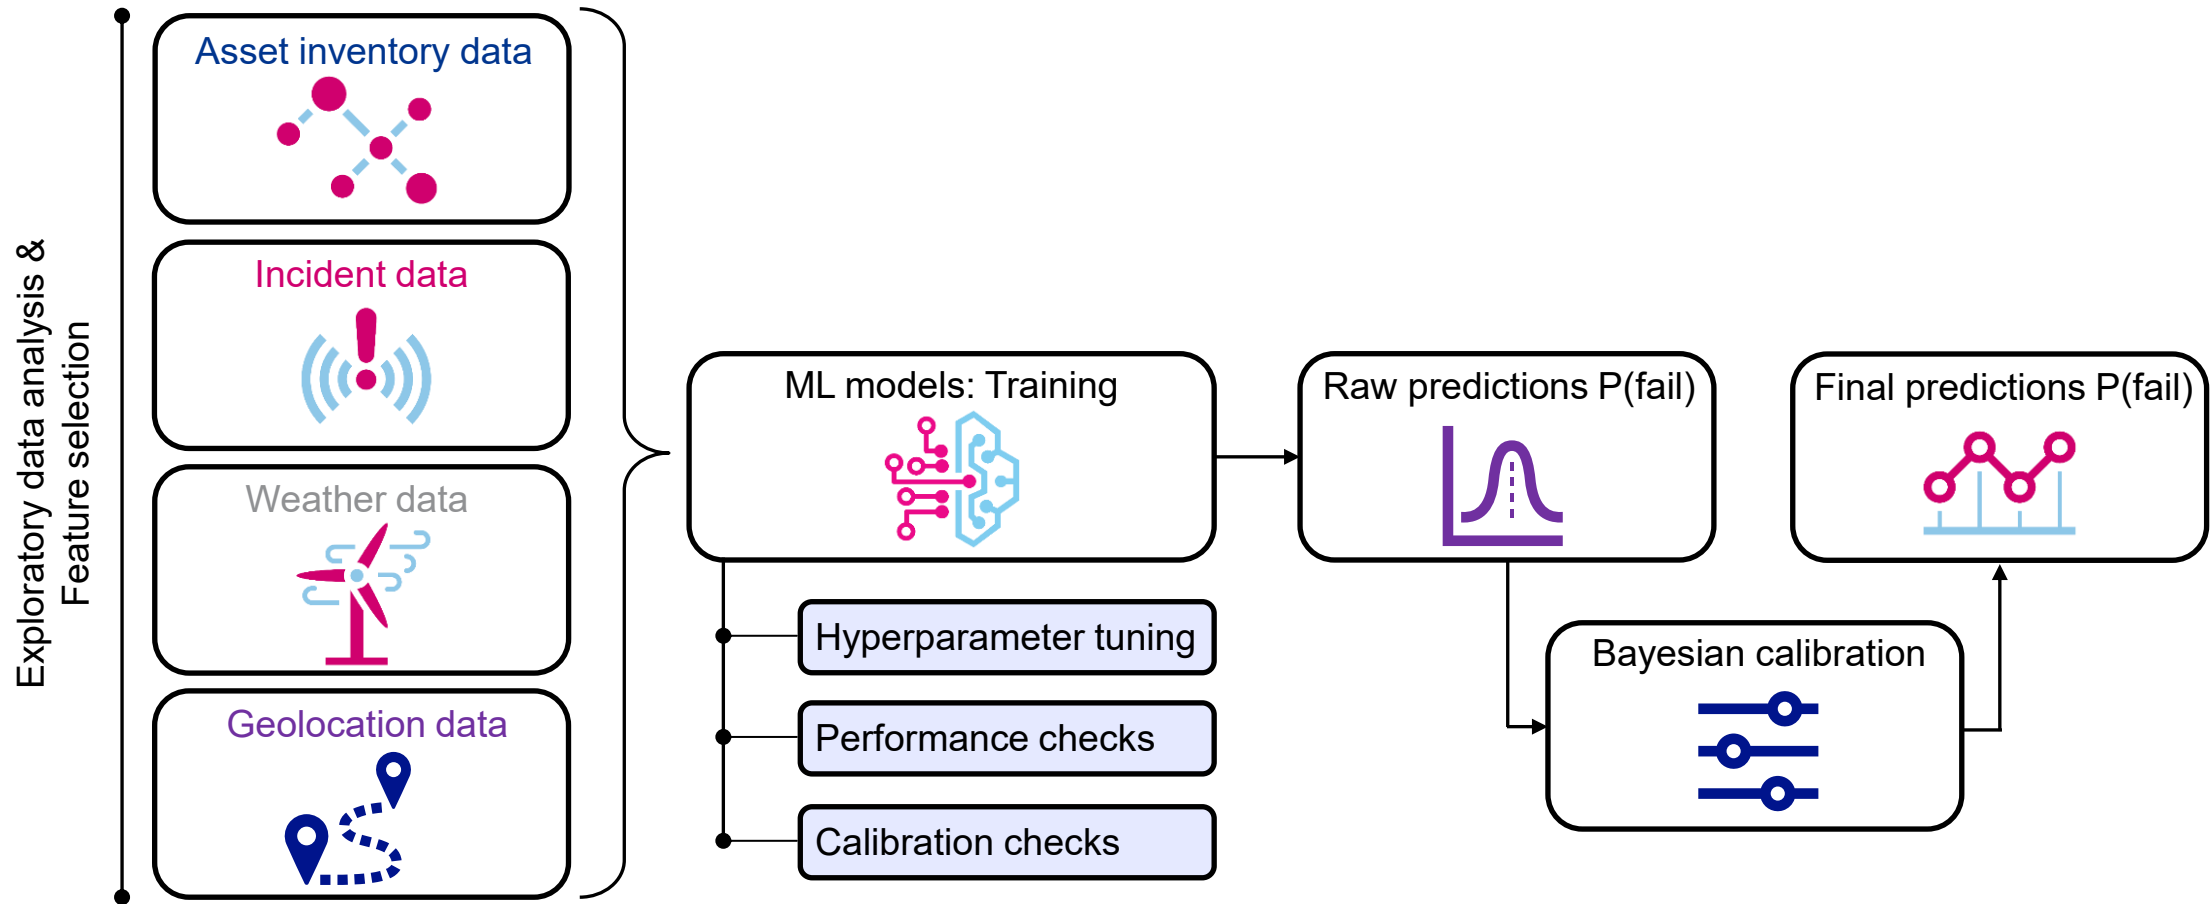 Exploratory data analysis &
Feature selection
Asset inventory data
Incident data
Weather data
Geolocation data
ML models: Training
Hyperparameter tuning
Performance checks
Calibration checks
Raw predictions P(fail)
Bayesian calibration
Final predictions P(fail)